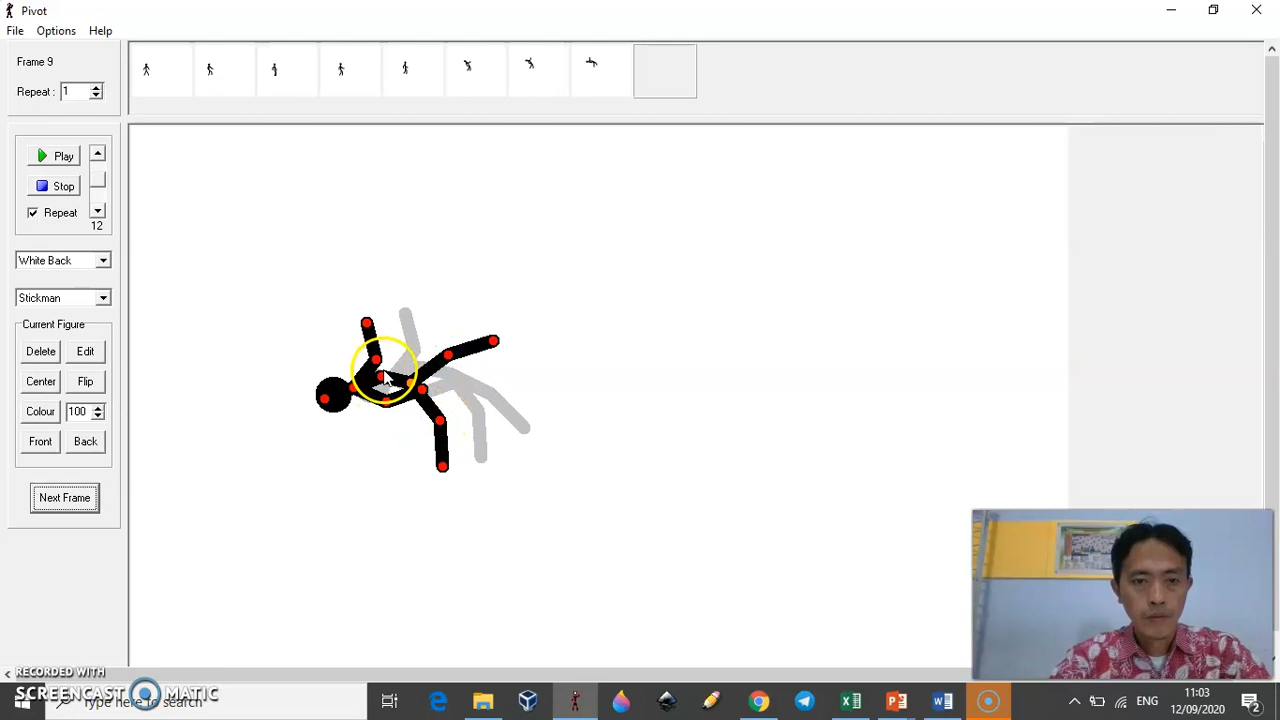 Pivot
File Options Help
Frame 9
Repeat : 1
Play
Stop
Repeat
12
White Back
Stickman
Current Figure
Delete Edit
Center Flip
Colour 100
Front Back
Next Frame
RECORDED WITH
SCREENCAST MATIC
Type here to search
ENG
11:03
12/09/2020
2